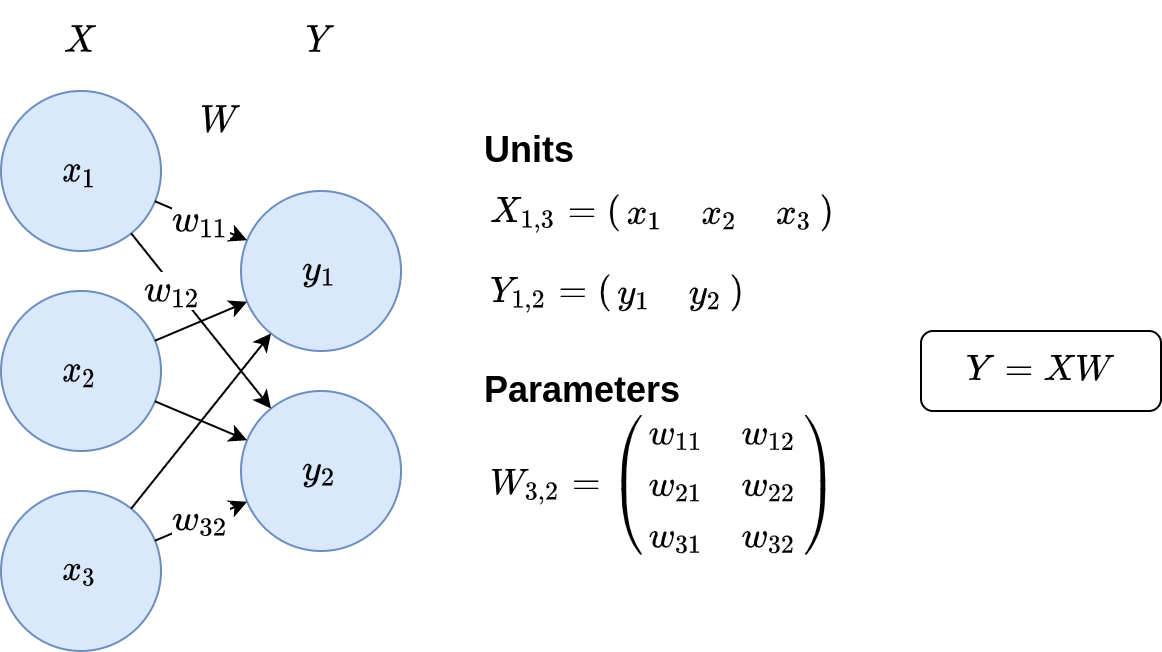 X Y
W
x₁
w₁₁
w₁₂
y₁
x₂
y₂
w₃₂
x₃
Units
X₁,₃ = ( x₁ x₂ x₃ )
Y₁,₂ = ( y₁ y₂ )
Parameters
W₃,₂ = ( w₁₁ w₁₂
w₂₁ w₂₂
w₃₁ w₃₂ )
Y = XW